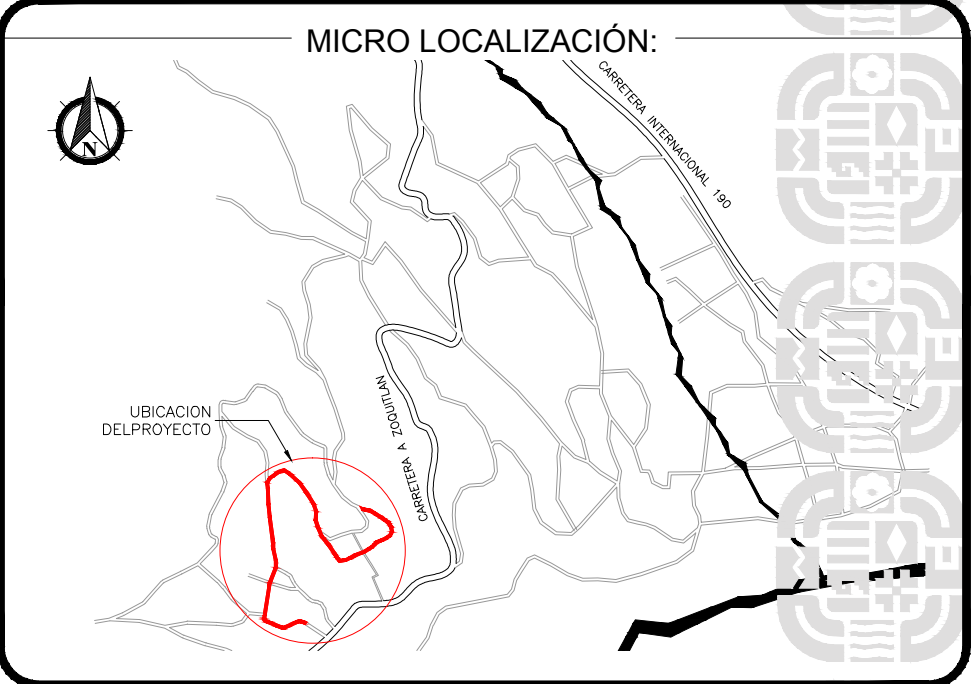 MICRO LOCALIZACIÓN:
N
CARRETERA INTERNACIONAL 190
CARRETERA A ZOQUITLAN
UBICACION
DELPROYECTO